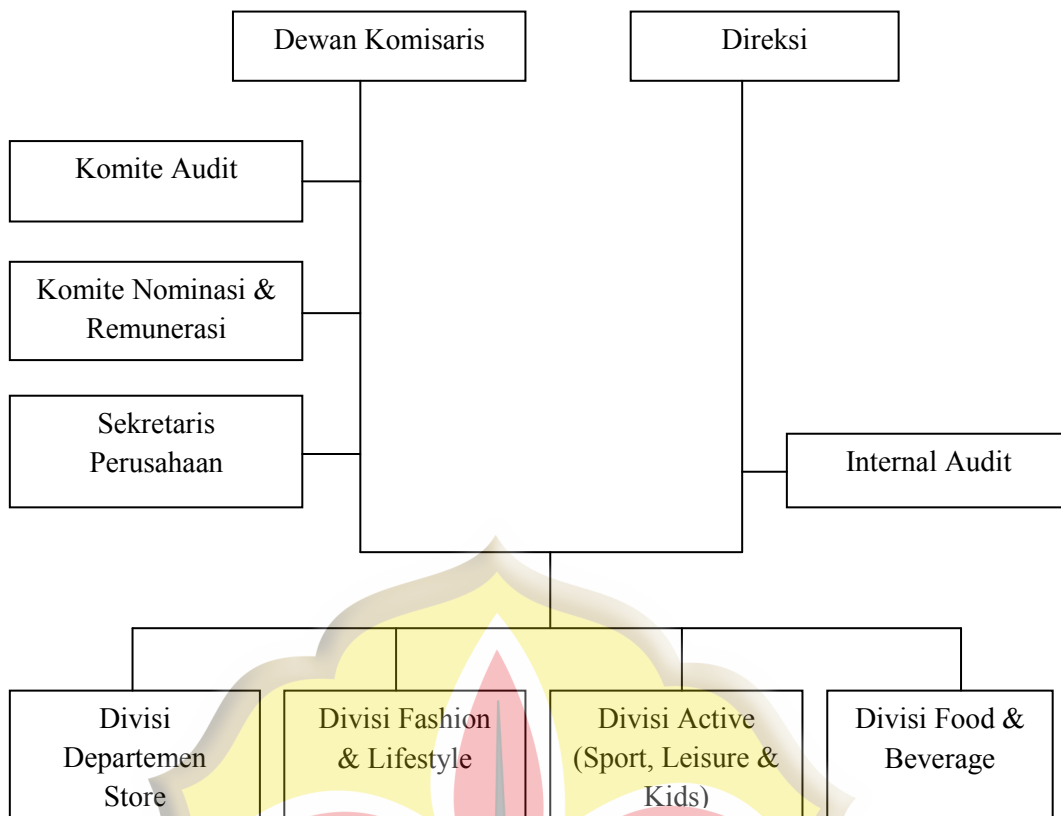 Dewan Komisaris
Direksi
Komite Audit
Komite Nominasi &
Remunerasi
Sekretaris
Perusahaan
Internal Audit
Divisi
Departemen
Store
Divisi Fashion
& Lifestyle
Divisi Active
(Sport, Leisure &
Kids)
Divisi Food &
Beverage